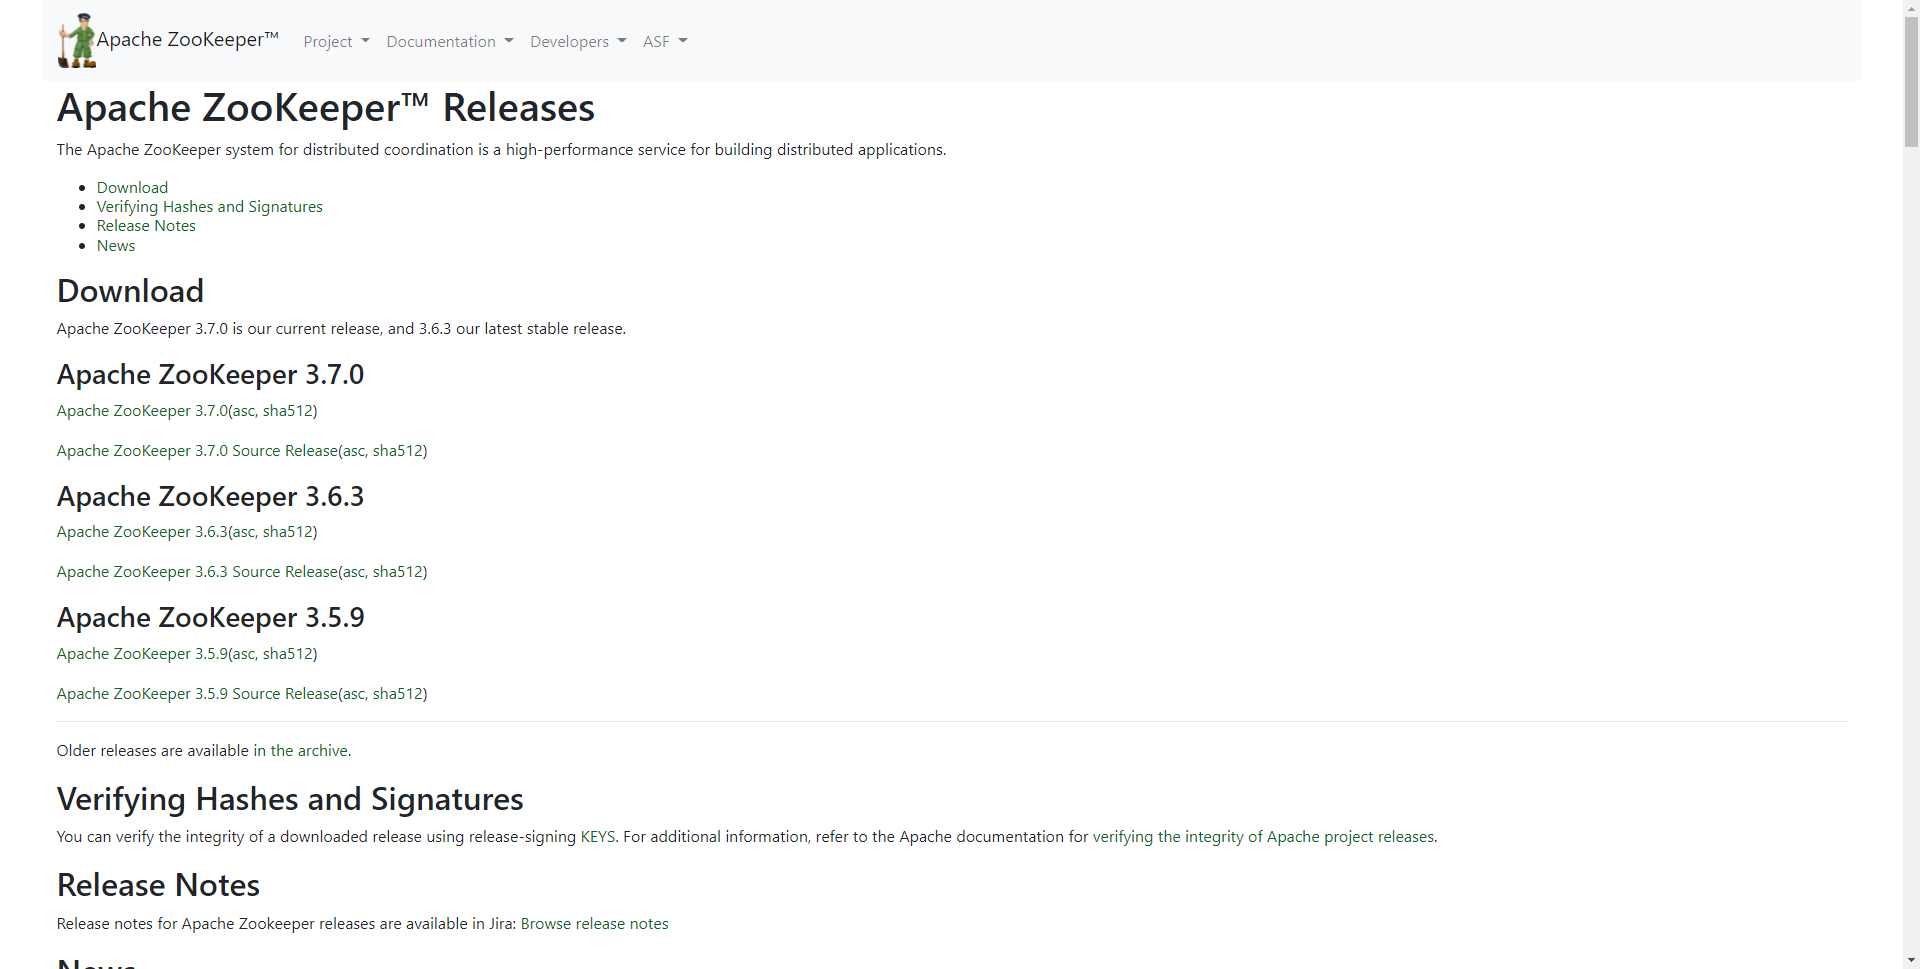 Apache ZooKeeper™ Project Documentation Developers ASF
Apache ZooKeeper™ Releases
The Apache ZooKeeper system for distributed coordination is a high-performance service for building distributed applications.
Download
Verifying Hashes and Signatures
Release Notes
News
Download
Apache ZooKeeper 3.7.0 is our current release, and 3.6.3 our latest stable release.
Apache ZooKeeper 3.7.0
Apache ZooKeeper 3.7.0(asc, sha512)
Apache ZooKeeper 3.7.0 Source Release(asc, sha512)
Apache ZooKeeper 3.6.3
Apache ZooKeeper 3.6.3(asc, sha512)
Apache ZooKeeper 3.6.3 Source Release(asc, sha512)
Apache ZooKeeper 3.5.9
Apache ZooKeeper 3.5.9(asc, sha512)
Apache ZooKeeper 3.5.9 Source Release(asc, sha512)
Older releases are available in the archive.
Verifying Hashes and Signatures
You can verify the integrity of a downloaded release using release-signing KEYS. For additional information, refer to the Apache documentation for verifying the integrity of Apache project releases.
Release Notes
Release notes for Apache Zookeeper releases are available in Jira: Browse release notes
News